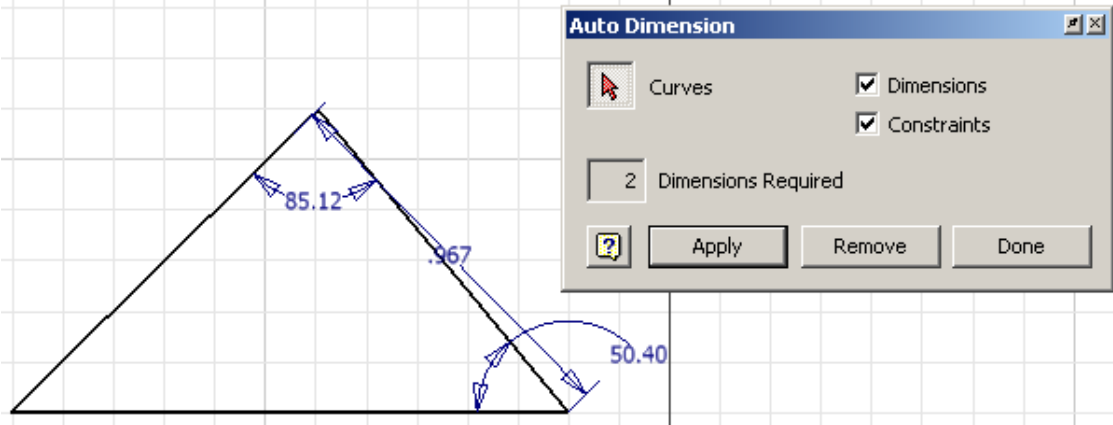 Auto Dimension
Curves
Dimensions
Constraints
2 Dimensions Required
Apply Remove Done
85.12
.967
50.40